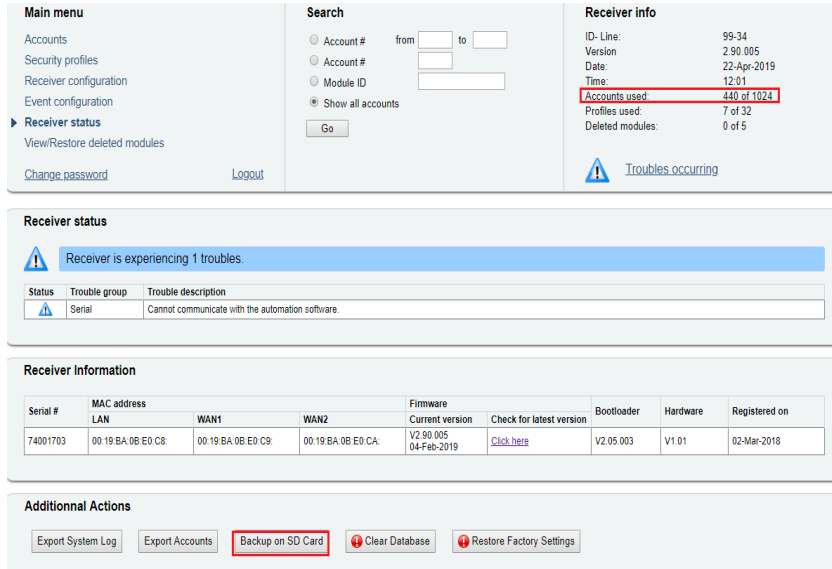 Main menu
Accounts
Security profiles
Receiver configuration
Event configuration
Receiver status
View/Restore deleted modules
Change password Logout
Search
Account # from to
Account #
Module ID
Show all accounts
Go
Receiver info
ID- Line: 99-34
Version 2.90.005
Date: 22-Apr-2019
Time: 12:01
Accounts used: 440 of 1024
Profiles used: 7 of 32
Deleted modules: 0 of 5
Troubles occurring
Receiver status
Receiver is experiencing 1 troubles.
Status Trouble group Trouble description
Serial Cannot communicate with the automation software.
Receiver Information
Serial # MAC address Firmware Bootloader Hardware Registered on
LAN WAN1 WAN2 Current version Check for latest version
74001703 00:19:BA:0B:E0:C8: 00:19:BA:0B:E0:C9: 00:19:BA:0B:E0:CA: V2.90.005 Click here V2.05.003 V1.01 02-Mar-2018
04-Feb-2019
Additionnal Actions
Export System Log Export Accounts Backup on SD Card Clear Database Restore Factory Settings